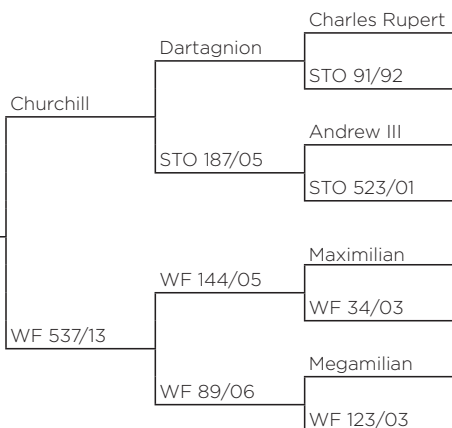 Charles Rupert
Dartagnion
STO 91/92
Churchill
Andrew III
STO 187/05
STO 523/01
Maximilian
WF 144/05
WF 34/03
WF 537/13
Megamilian
WF 89/06
WF 123/03